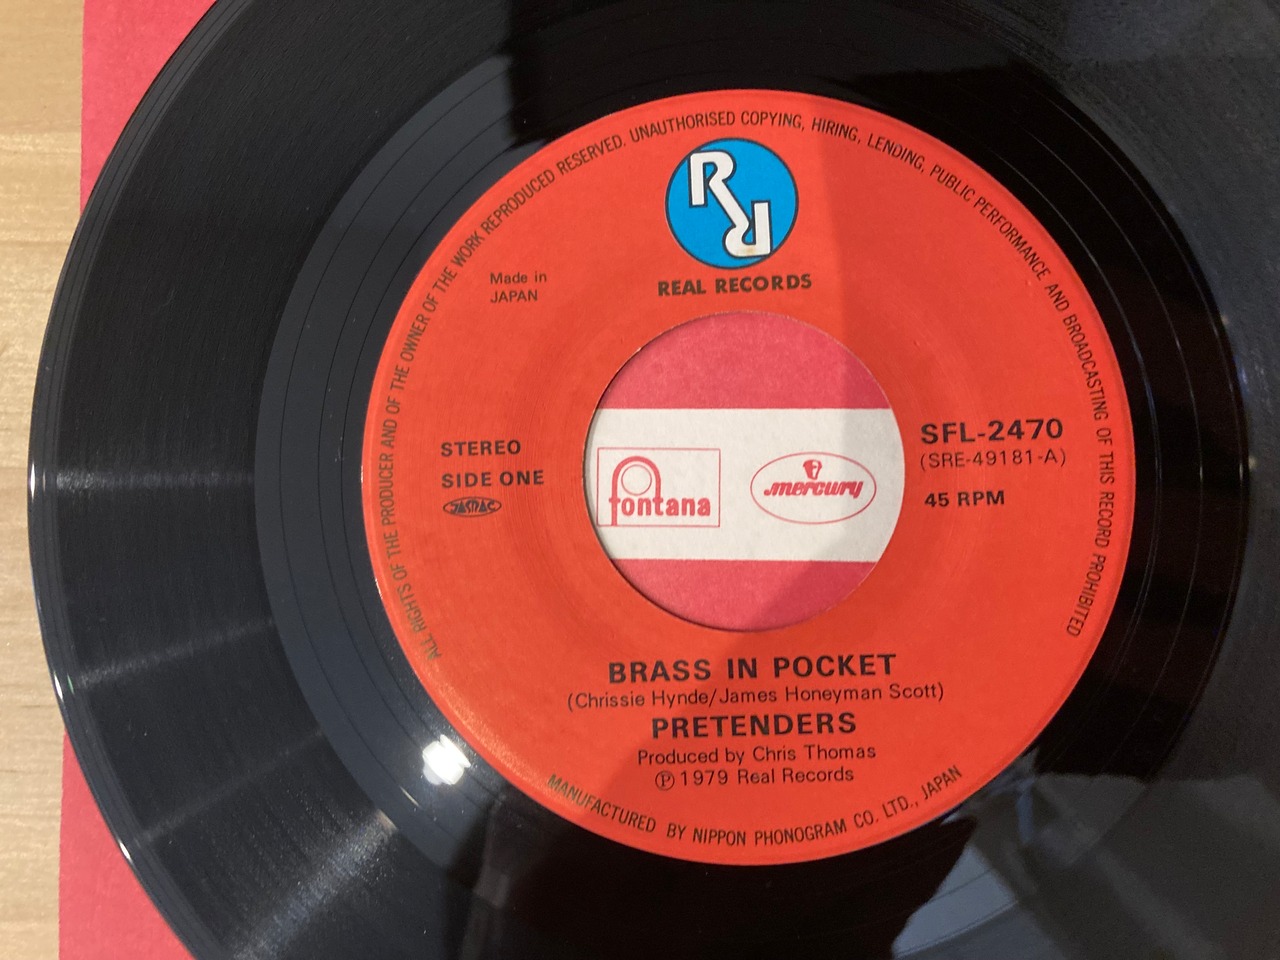 ALL RIGHTS OF THE PRODUCER AND OF THE OWNER OF THE WORK REPRODUCED RESERVED. UNAUTHORISED COPYING, HIRING, LENDING, PUBLIC PERFORMANCE AND BROADCASTING OF THIS RECORD PROHIBITED
RR
REAL RECORDS
Made in
JAPAN
STEREO
SIDE ONE
JASRAC
fontana
mercury
SFL-2470
(SRE-49181-A)
45 RPM
BRASS IN POCKET
(Chrissie Hynde/James Honeyman Scott)
PRETENDERS
Produced by Chris Thomas
Ⓟ 1979 Real Records
MANUFACTURED BY NIPPON PHONOGRAM CO. LTD., JAPAN